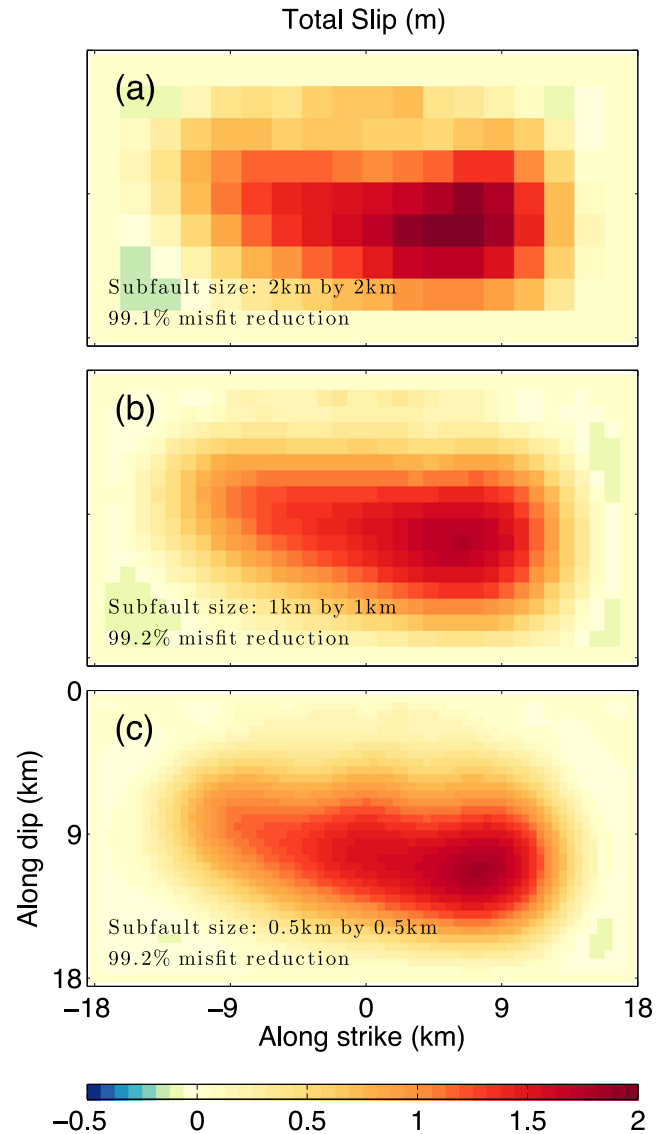 Total Slip (m)
(a)
Subfault size: 2km by 2km
99.1% misfit reduction
(b)
Subfault size: 1km by 1km
99.2% misfit reduction
0
(c)
9
Along dip (km)
Subfault size: 0.5km by 0.5km
99.2% misfit reduction
18
−18 −9 0 9 18
Along strike (km)
−0.5 0 0.5 1 1.5 2